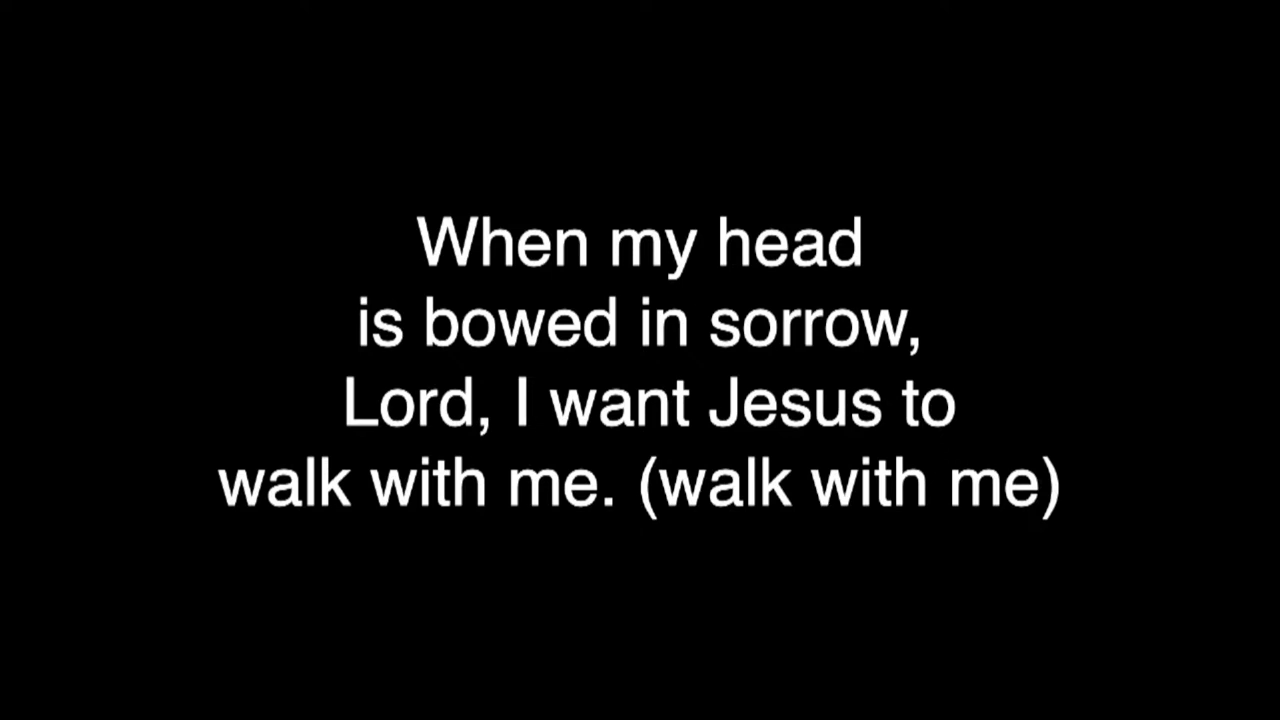 When my head
is bowed in sorrow,
Lord, I want Jesus to
walk with me. (walk with me)